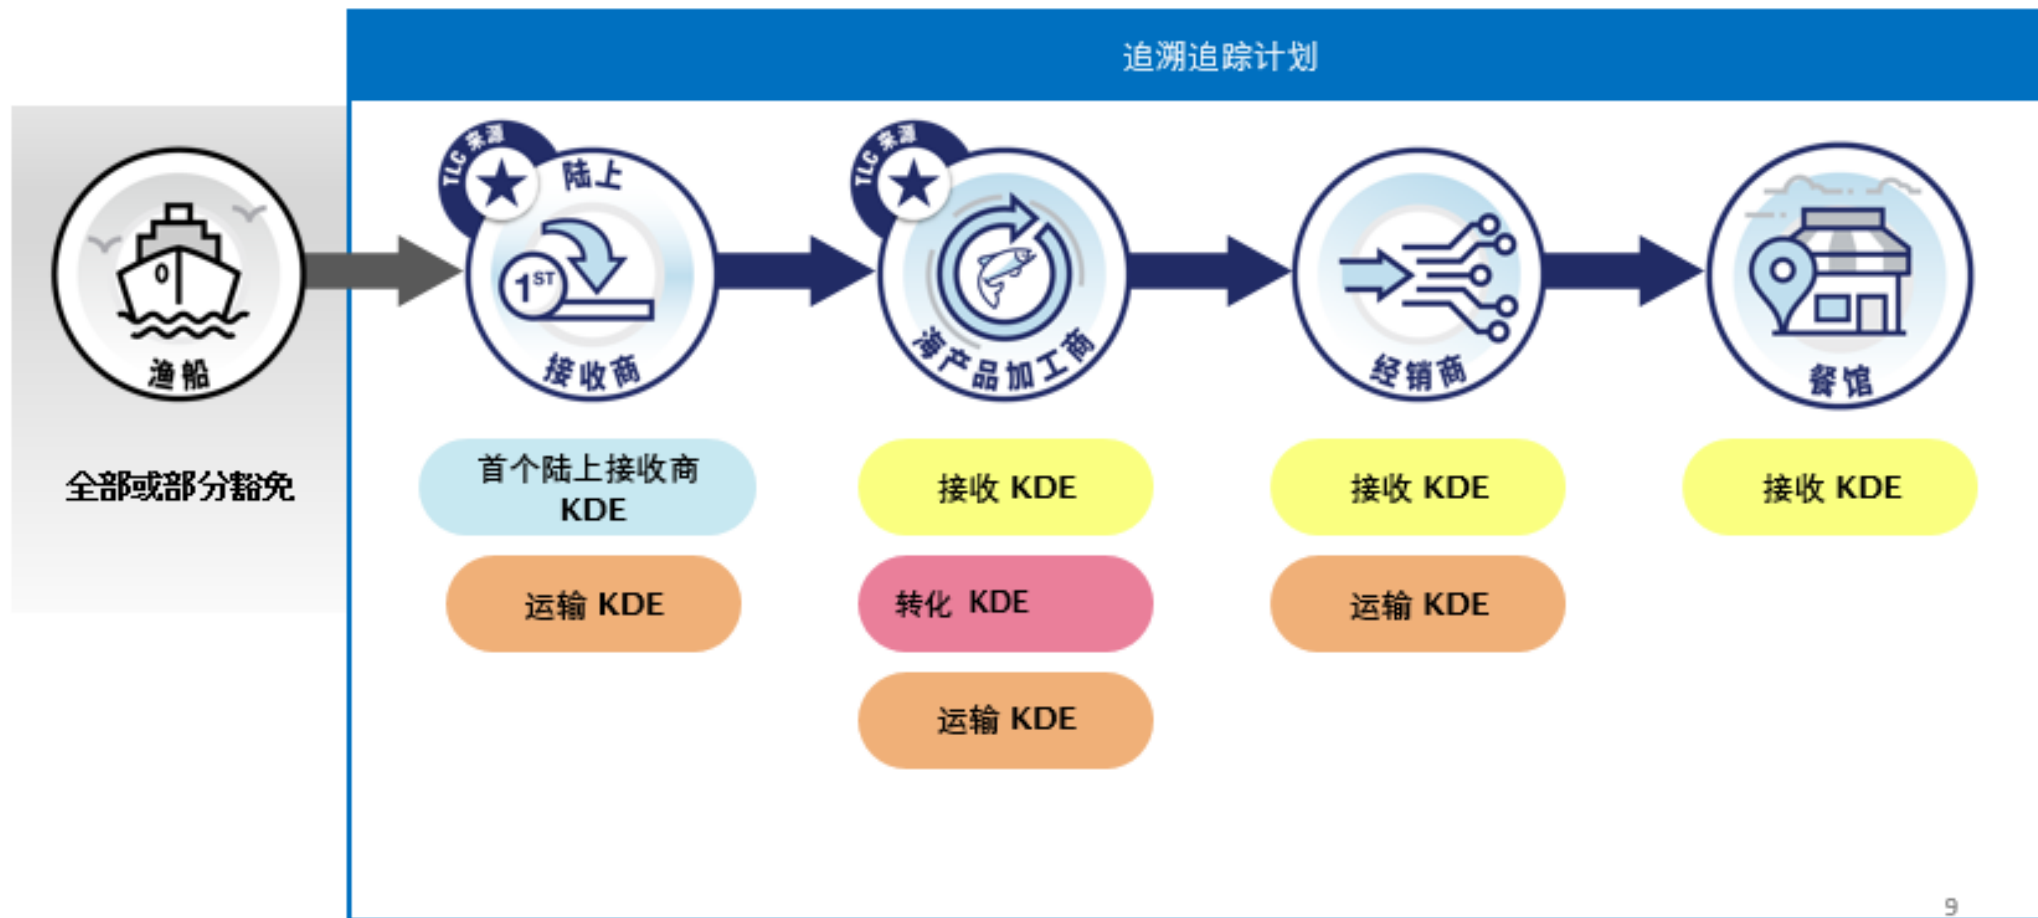 追溯追踪计划
TLC 来源
陆上
1ST
接收商
TLC 来源
海产品加工商
经销商
餐馆
渔船
全部或部分豁免
首个陆上接收商
KDE
运输 KDE
接收 KDE
转化 KDE
运输 KDE
接收 KDE
运输 KDE
接收 KDE
9